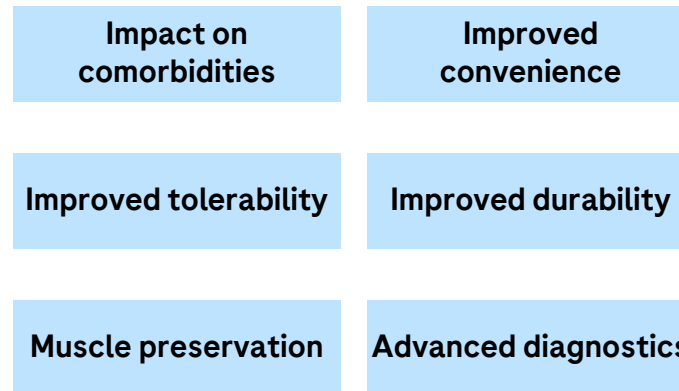 Impact on
comorbidities
Improved
convenience
Improved tolerability
Improved durability
Muscle preservation
Advanced diagnostics